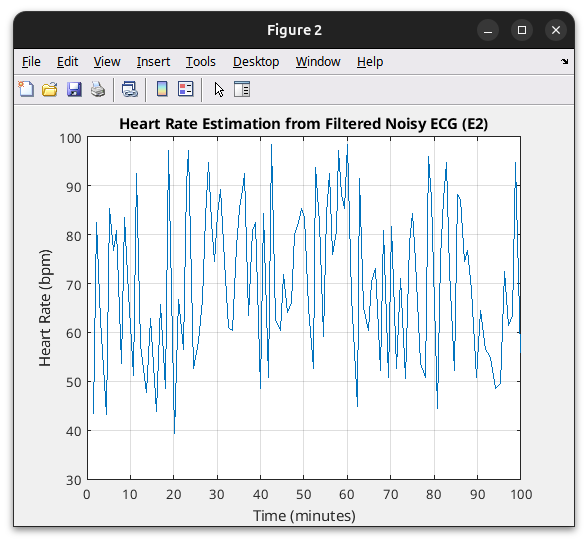 Figure 2
File Edit View Insert Tools Desktop Window Help
Heart Rate Estimation from Filtered Noisy ECG (E2)
100
90
80
70
60
50
40
30
Heart Rate (bpm)
0 10 20 30 40 50 60 70 80 90 100
Time (minutes)